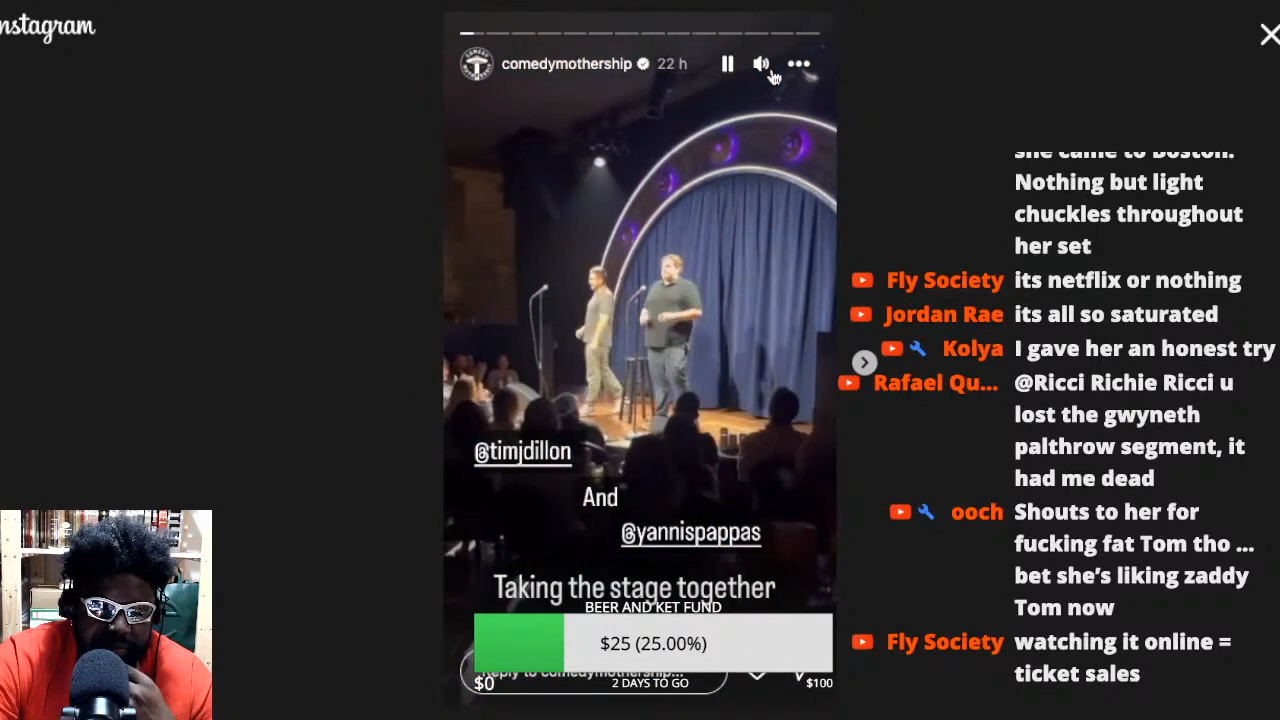 nstagram
comedymothership 22 h
@timjdillon
And
@yannispappas
Taking the stage together
BEER AND KET FUND
$25 (25.00%)
Reply to comedymothership...
$0
2 DAYS TO GO
$100
she came to Boston.
Nothing but light
chuckles throughout
her set
Fly Society its netflix or nothing
Jordan Rae its all so saturated
Kolya I gave her an honest try
Rafael Qu... @Ricci Richie Ricci u
lost the gwyneth
palthrow segment, it
had me dead
ooch Shouts to her for
fucking fat Tom tho ...
bet she's liking zaddy
Tom now
Fly Society watching it online =
ticket sales